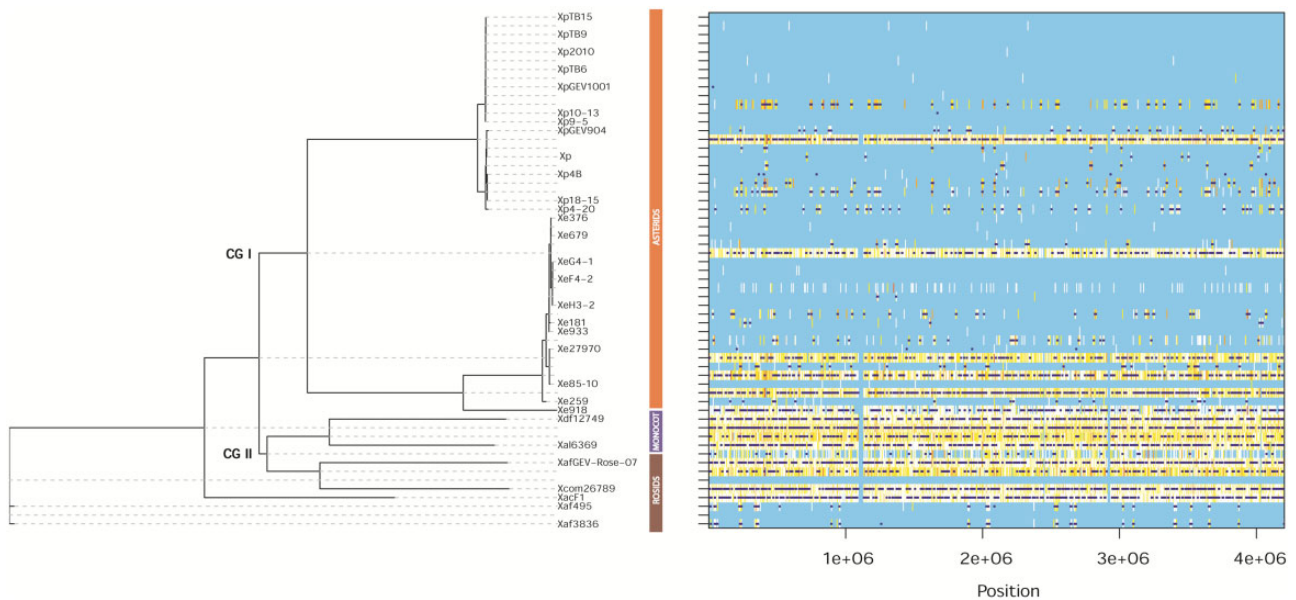 XpTB15
XpTB9
Xp2010
XpTB6
XpGEV1001
Xp10-13
Xp9-5
XpGEV904
Xp
Xp4B
Xp18-15
Xp4-20
Xe376
Xe679
CG I
XeG4-1
XeF4-2
XeH3-2
Xe181
Xe933
Xe27970
Xe85-10
Xe259
Xe918
Xdf12749
Xal6369
CG II
XafGEV-Rose-07
Xcom26789
XacF1
Xaf495
Xaf3836
ASTERIDS
MONOCOT
ROSIDS
1e+06 2e+06 3e+06 4e+06
Position